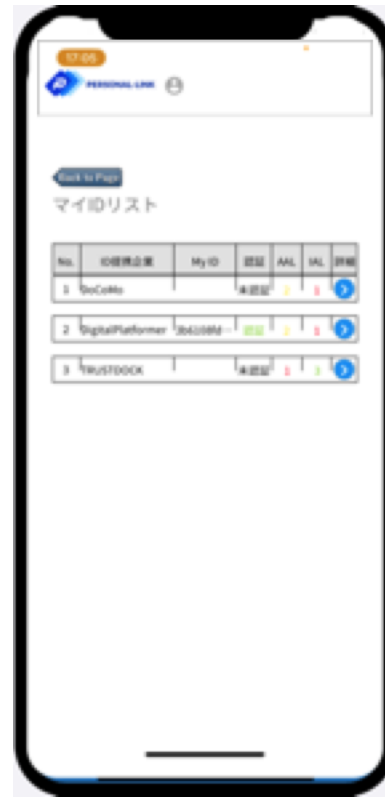 17:05
PERSONAL-LINK
Back to Page
マイIDリスト
No. ID提携企業 My ID 認証 AAL IAL 詳細
1 DoCoMo 未認証 2 1
2 DigitalPlatformer 認証 2 1
3 TRUSTDOCK 未認証 1 3